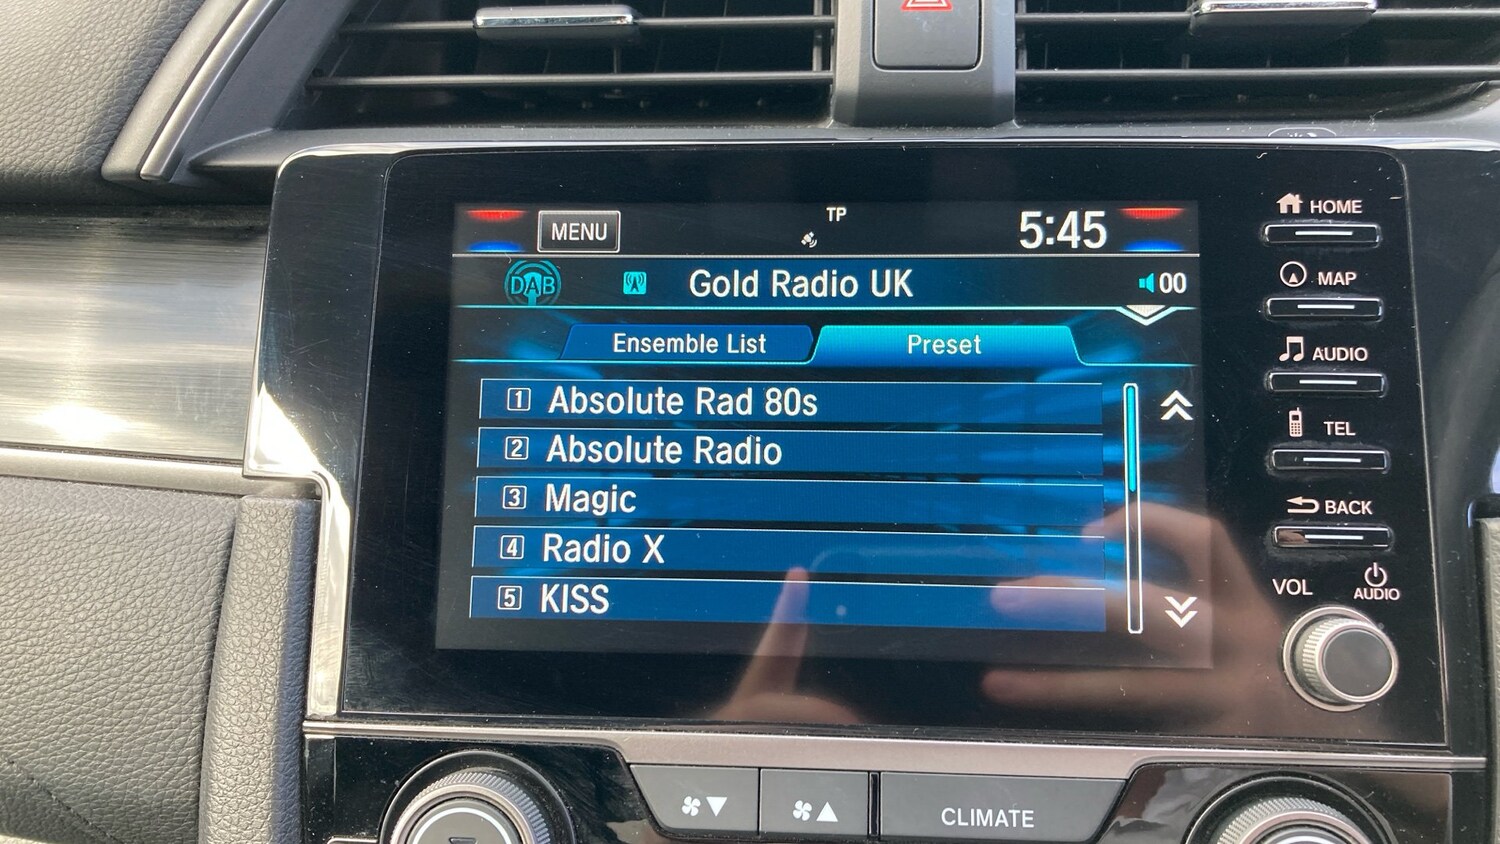 TP
MENU
5:45
DAB
Gold Radio UK
00
Ensemble List
Preset
1 Absolute Rad 80s
2 Absolute Radio
3 Magic
4 Radio X
5 KISS
HOME
MAP
AUDIO
TEL
BACK
VOL
AUDIO
CLIMATE